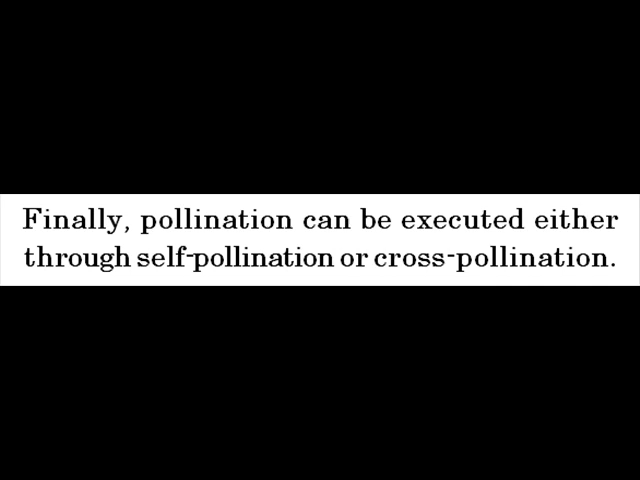 Finally, pollination can be executed either
through self-pollination or cross-pollination.